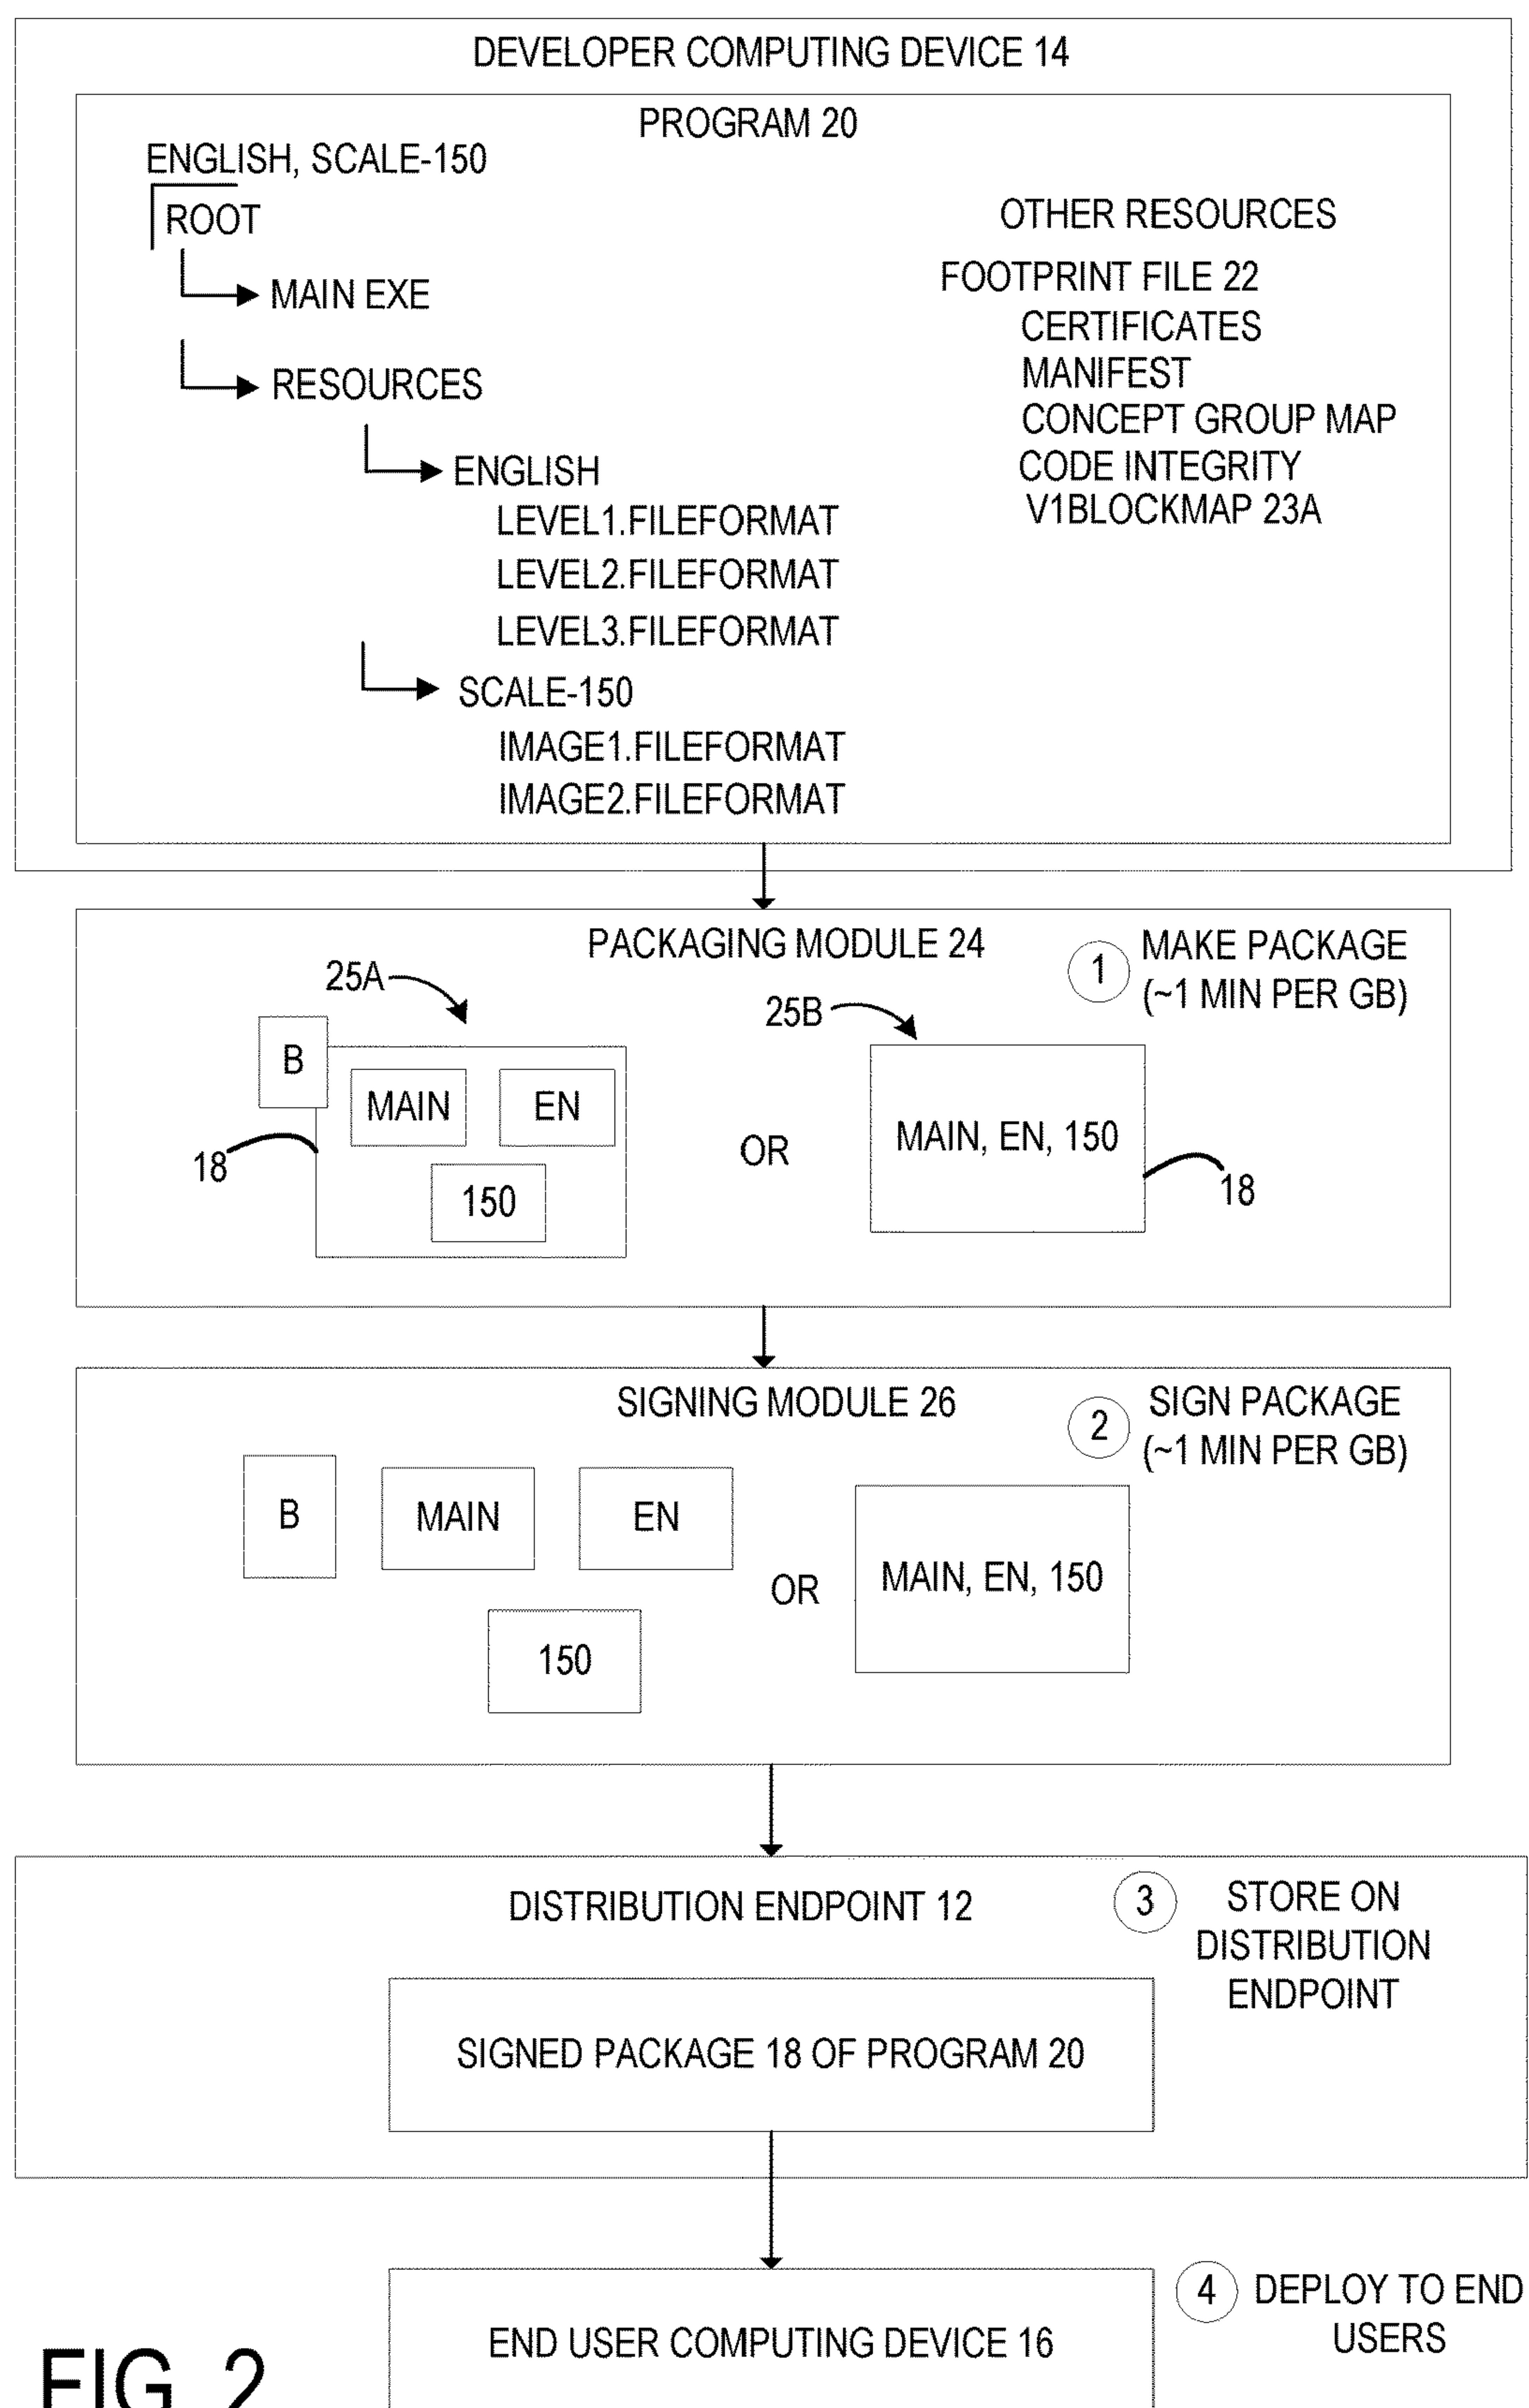 DEVELOPER COMPUTING DEVICE 14
PROGRAM 20
ENGLISH, SCALE-150
ROOT
MAIN EXE
RESOURCES
ENGLISH
LEVEL1.FILEFORMAT
LEVEL2.FILEFORMAT
LEVEL3.FILEFORMAT
SCALE-150
IMAGE1.FILEFORMAT
IMAGE2.FILEFORMAT
OTHER RESOURCES
FOOTPRINT FILE 22
CERTIFICATES
MANIFEST
CONCEPT GROUP MAP
CODE INTEGRITY
V1BLOCKMAP 23A
PACKAGING MODULE 24
1
MAKE PACKAGE
(~1 MIN PER GB)
25A
B
MAIN
EN
150
18
OR
25B
MAIN, EN, 150
18
SIGNING MODULE 26
2
SIGN PACKAGE
(~1 MIN PER GB)
B
MAIN
EN
150
OR
MAIN, EN, 150
DISTRIBUTION ENDPOINT 12
3
STORE ON
DISTRIBUTION
ENDPOINT
SIGNED PACKAGE 18 OF PROGRAM 20
4
DEPLOY TO END
USERS
END USER COMPUTING DEVICE 16
FIG. 2